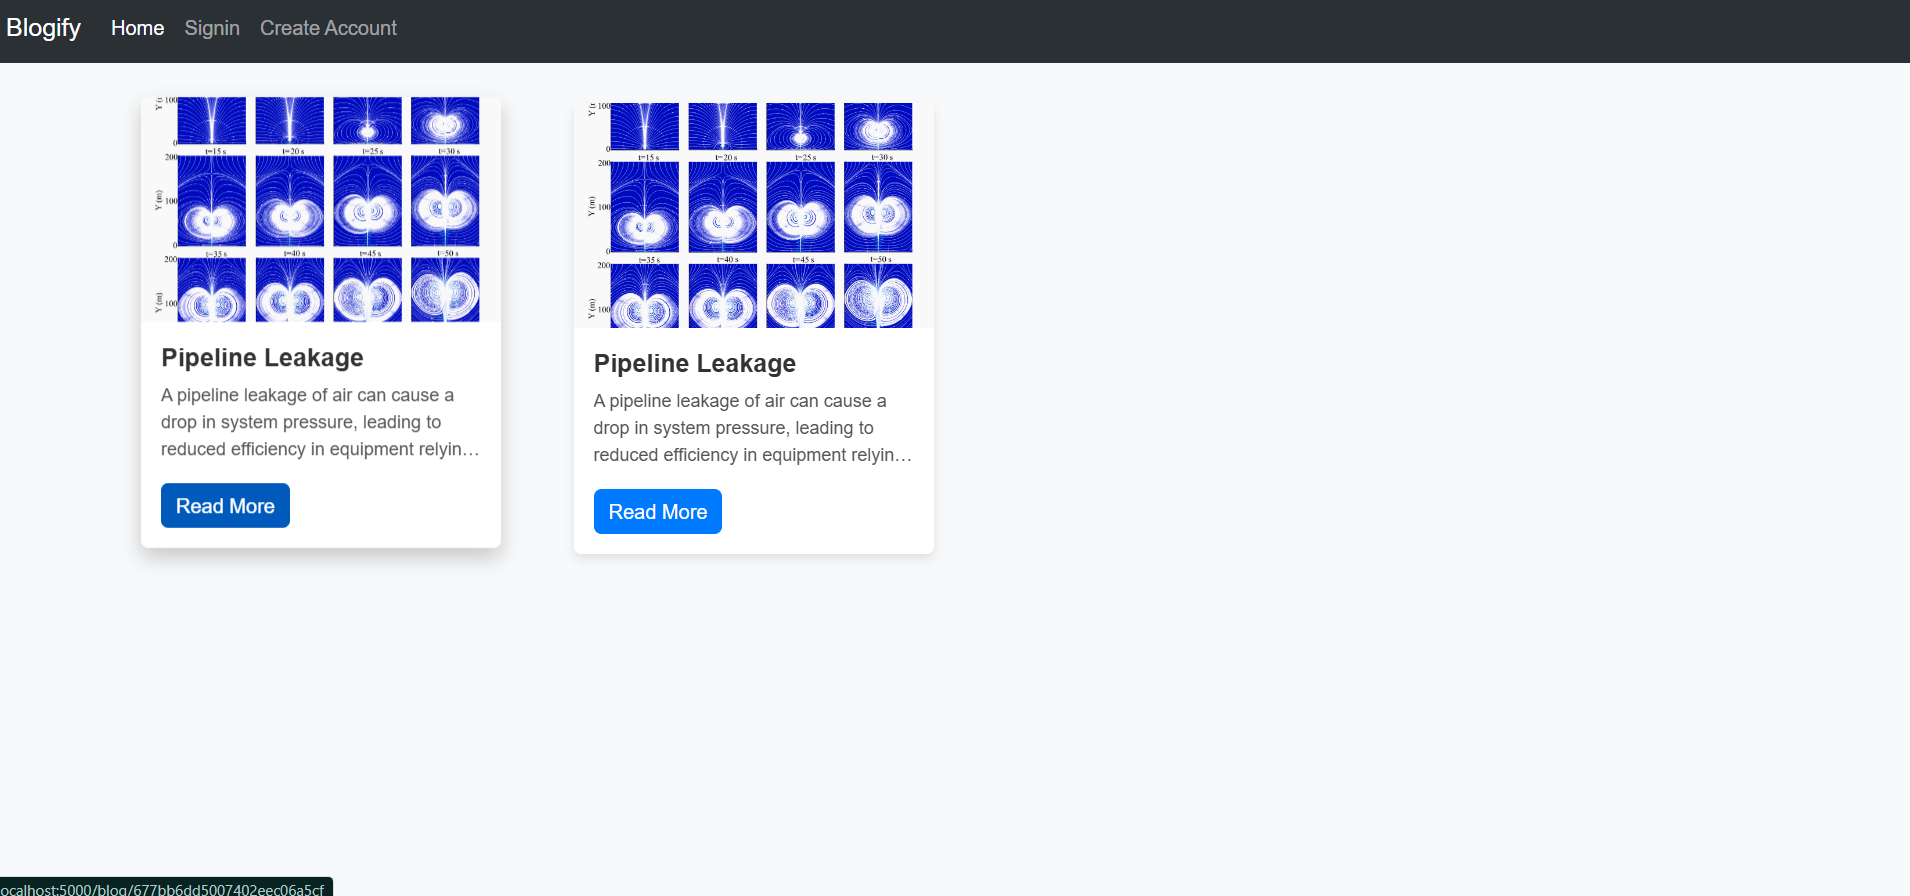 Blogify Home Signin Create Account
Y (m) 100
0
t=15 s t=20 s t=25 s t=30 s
200
Y (m) 100
0
t=35 s t=40 s t=45 s t=50 s
200
Y (m) 100
Pipeline Leakage
A pipeline leakage of air can cause a
drop in system pressure, leading to
reduced efficiency in equipment relyin…
Read More
100
0
t=15 s t=20 s t=25 s t=30 s
200
Y (m) 100
0
t=35 s t=40 s t=45 s t=50 s
200
Y (m) 100
Pipeline Leakage
A pipeline leakage of air can cause a
drop in system pressure, leading to
reduced efficiency in equipment relyin…
Read More
ocalhost:5000/blog/677bb6dd5007402eec06a5cf